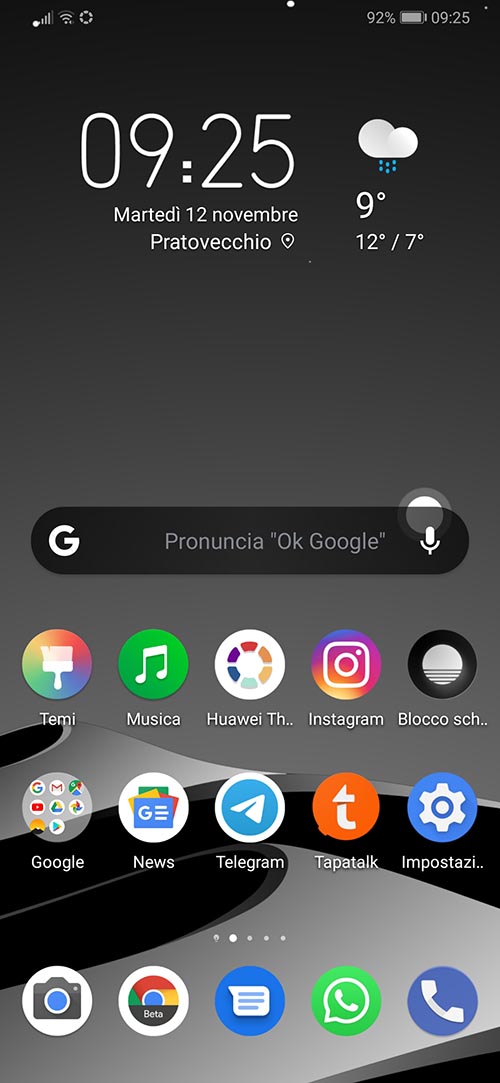 92% 09:25
09:25
Martedì 12 novembre
Pratovecchio
9°
12° / 7°
G Pronuncia "Ok Google"
Temi Musica Huawei Th.. Instagram Blocco sch..
Google News Telegram Tapatalk Impostazi..
Beta